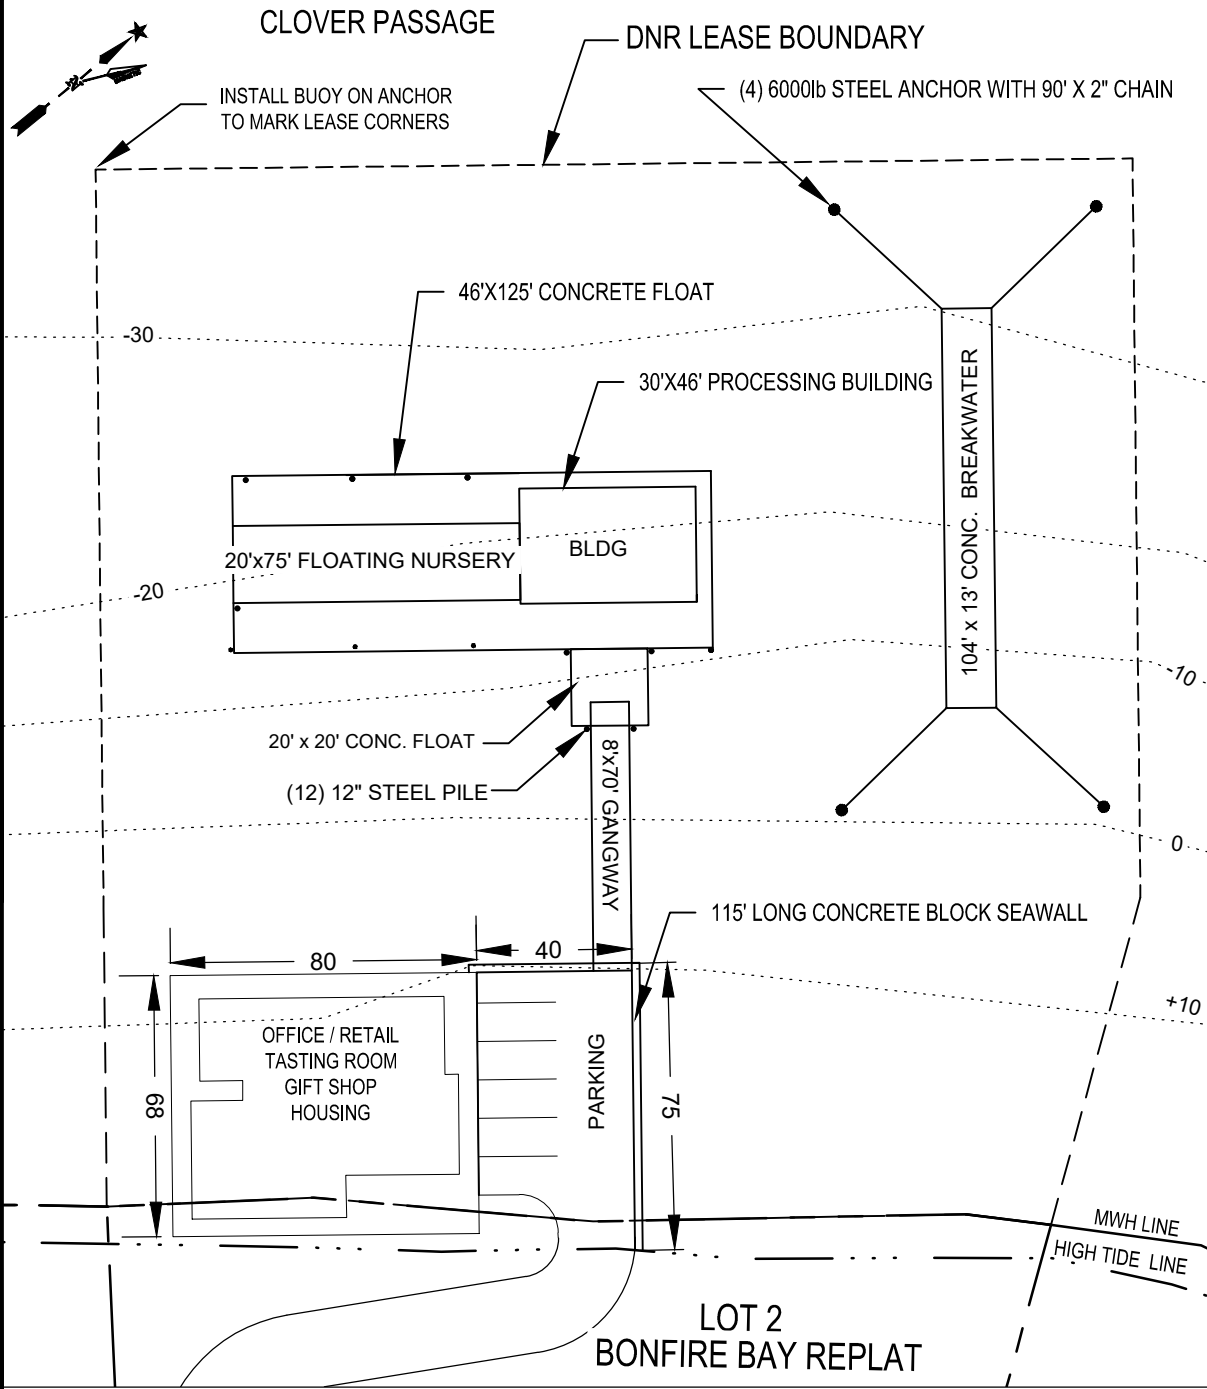 CLOVER PASSAGE
DNR LEASE BOUNDARY
(4) 6000lb STEEL ANCHOR WITH 90' X 2" CHAIN
INSTALL BUOY ON ANCHOR
TO MARK LEASE CORNERS
46'X125' CONCRETE FLOAT
-30
30'X46' PROCESSING BUILDING
104' x 13' CONC. BREAKWATER
BLDG
20'x75' FLOATING NURSERY
-20
-10
20' x 20' CONC. FLOAT
(12) 12" STEEL PILE
8'x70' GANGWAY
0
115' LONG CONCRETE BLOCK SEAWALL
80
40
+10
OFFICE / RETAIL
TASTING ROOM
GIFT SHOP
HOUSING
68
PARKING
75
MWH LINE
HIGH TIDE LINE
LOT 2
BONFIRE BAY REPLAT